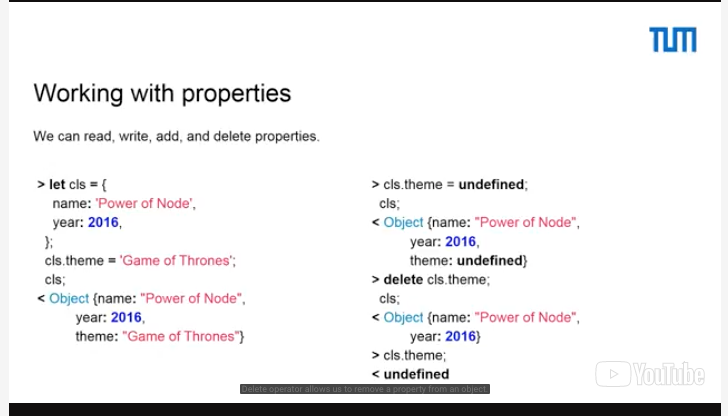 TUM
Working with properties
We can read, write, add, and delete properties.
> let cls = {
name: 'Power of Node',
year: 2016,
};
cls.theme = 'Game of Thrones';
cls;
< Object {name: "Power of Node",
year: 2016,
theme: "Game of Thrones"}
> cls.theme = undefined;
cls;
< Object {name: "Power of Node",
year: 2016,
theme: undefined}
> delete cls.theme;
cls;
< Object {name: "Power of Node",
year: 2016}
> cls.theme;
< undefined
YouTube
Delete operator allows us to remove a property from an object.